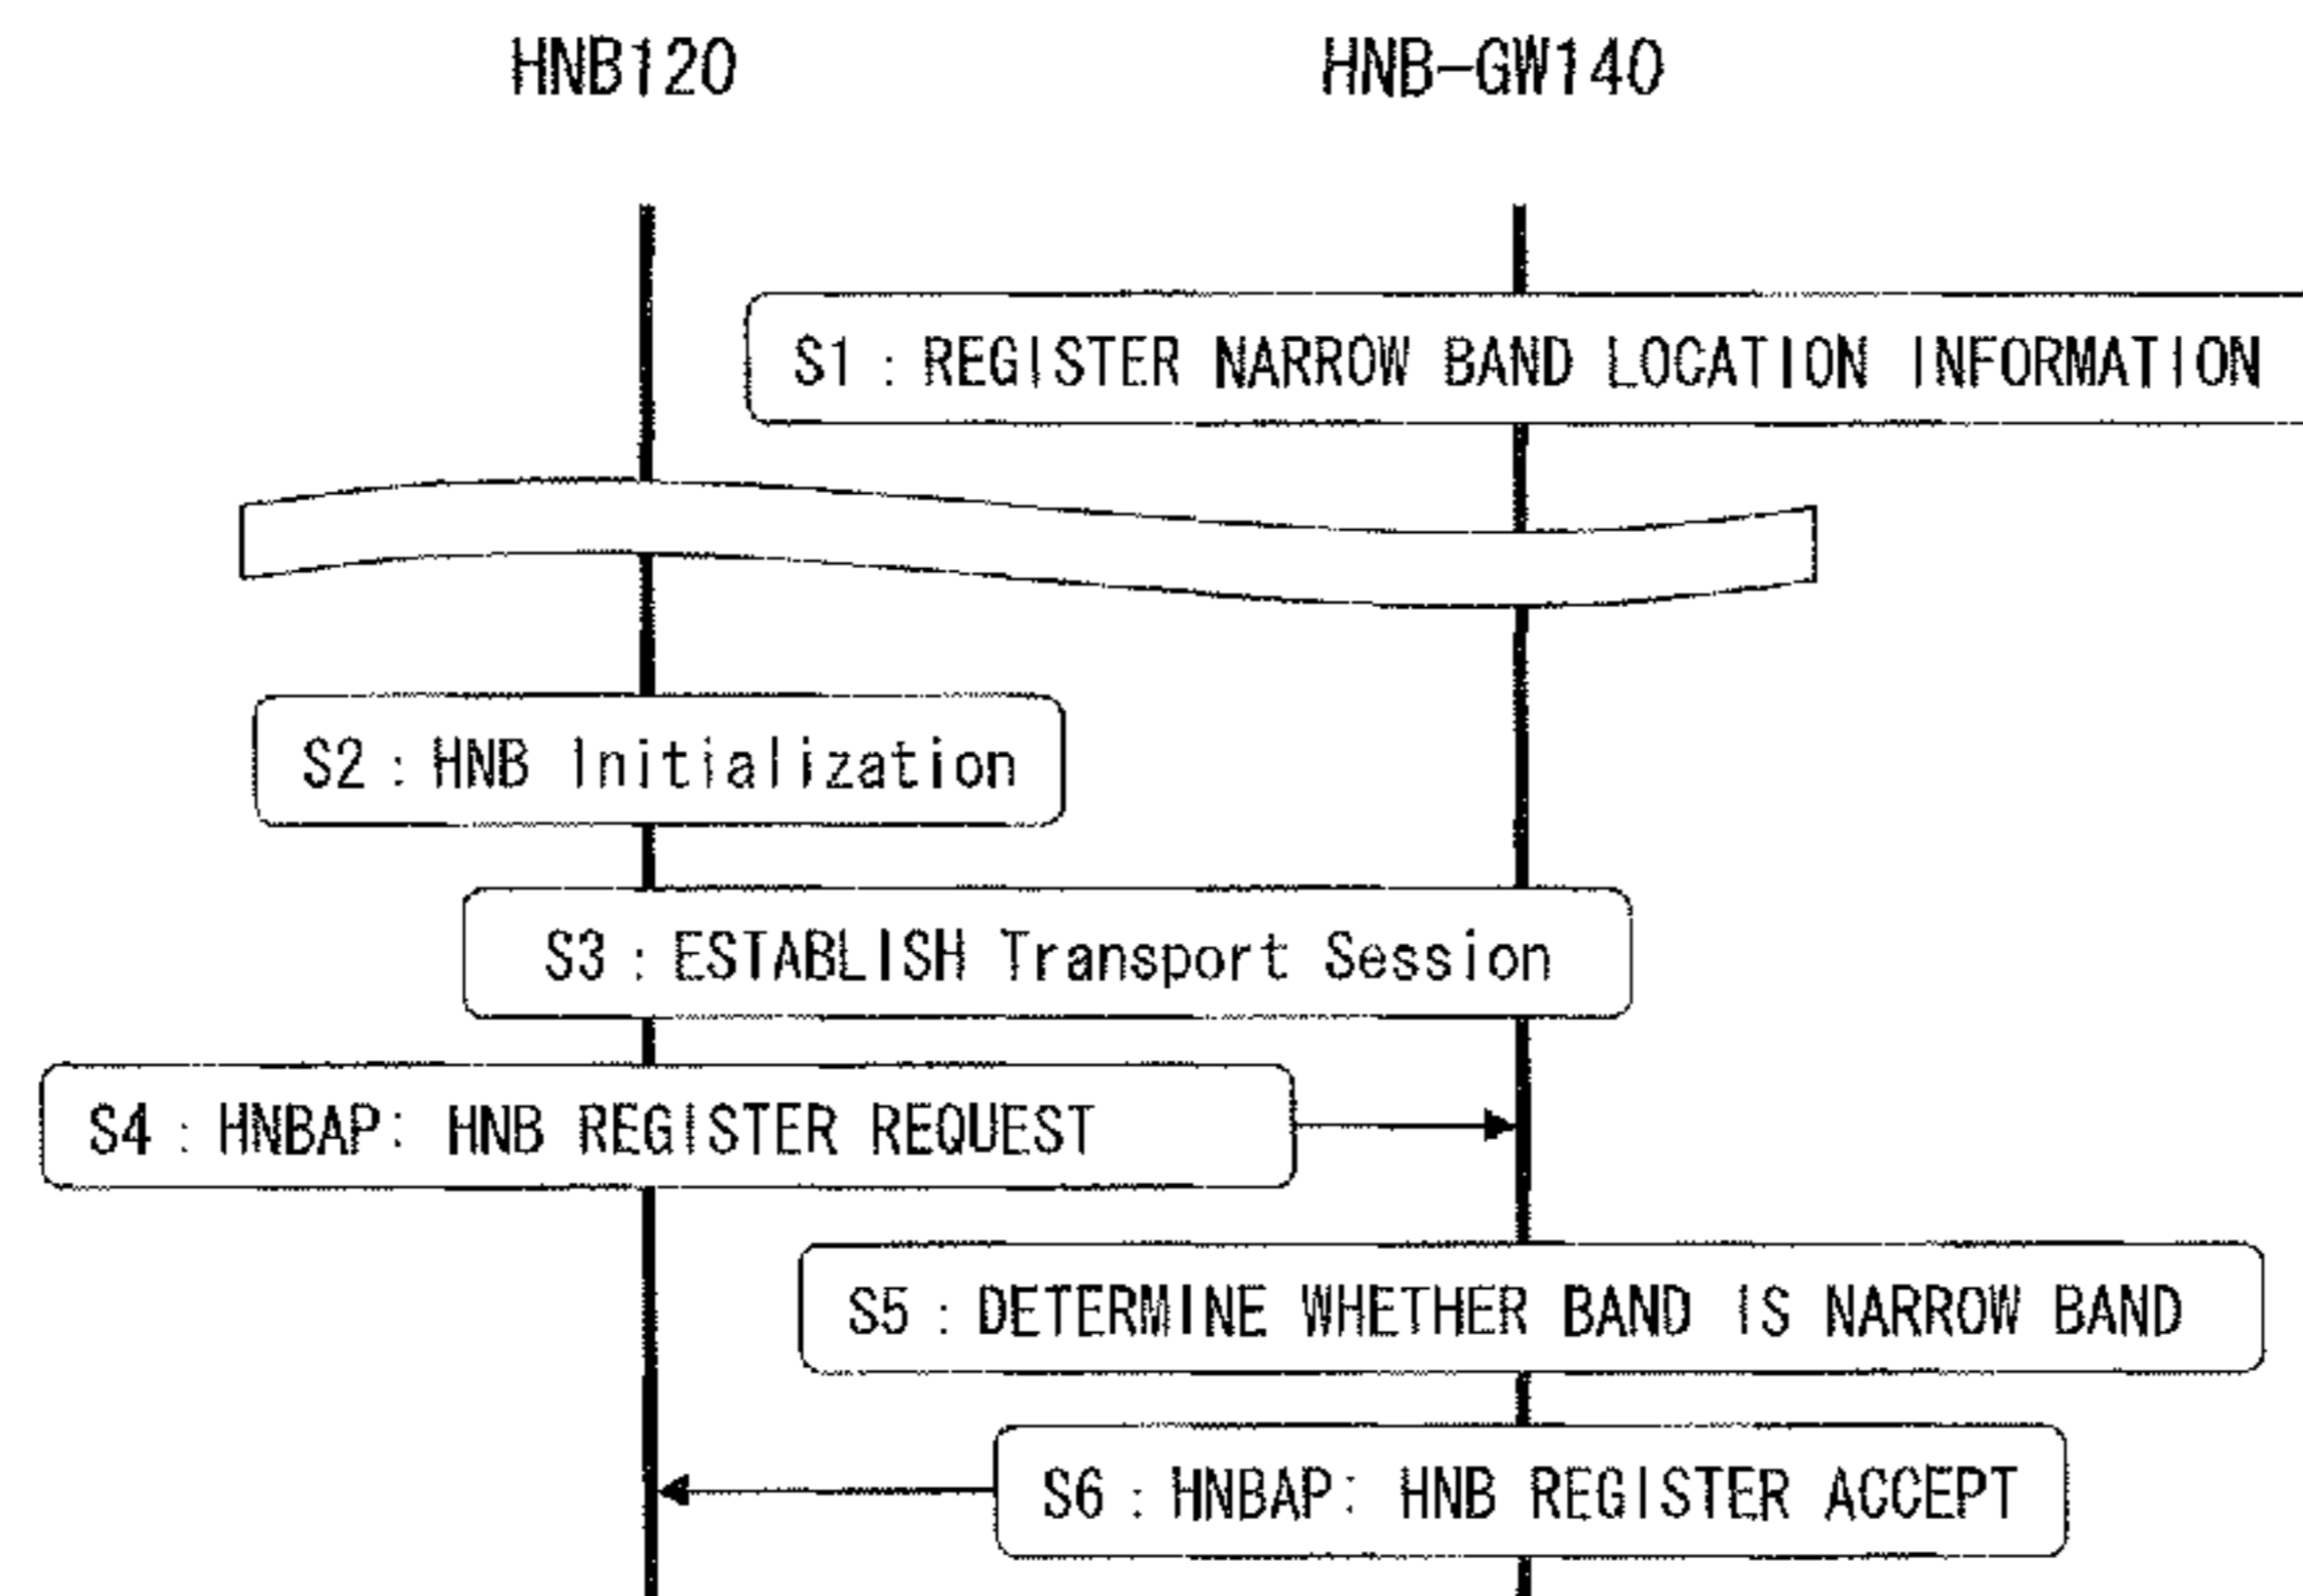 HNB120 HNB-GW140
S1 : REGISTER NARROW BAND LOCATION INFORMATION
S2 : HNB Initialization
S3 : ESTABLISH Transport Session
S4 : HNBAP: HNB REGISTER REQUEST
S5 : DETERMINE WHETHER BAND IS NARROW BAND
S6 : HNBAP: HNB REGISTER ACCEPT